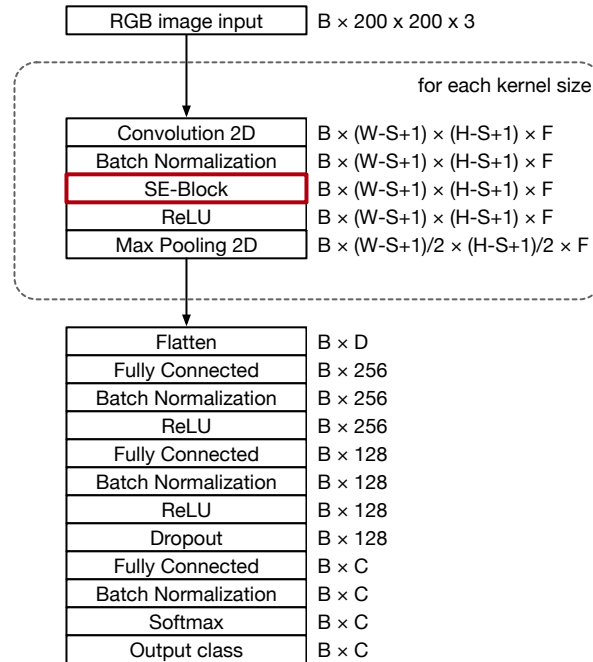 RGB image input B × 200 x 200 x 3
for each kernel size
Convolution 2D B × (W-S+1) × (H-S+1) × F
Batch Normalization B × (W-S+1) × (H-S+1) × F
SE-Block B × (W-S+1) × (H-S+1) × F
ReLU B × (W-S+1) × (H-S+1) × F
Max Pooling 2D B × (W-S+1)/2 × (H-S+1)/2 × F
Flatten B × D
Fully Connected B × 256
Batch Normalization B × 256
ReLU B × 256
Fully Connected B × 128
Batch Normalization B × 128
ReLU B × 128
Dropout B × 128
Fully Connected B × C
Batch Normalization B × C
Softmax B × C
Output class B × C